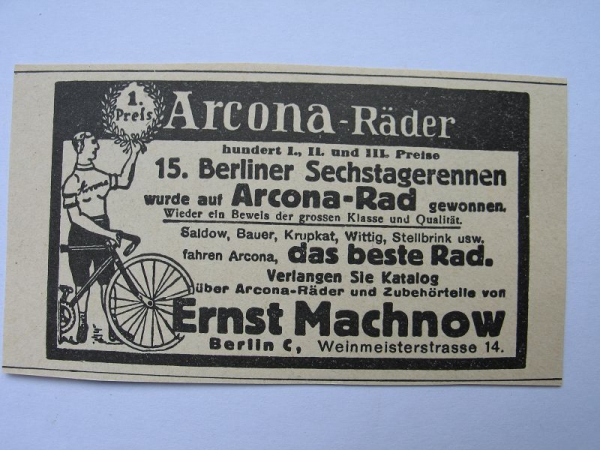 1.
Preis
Arcona-Räder
hundert I., II. und III. Preise
15. Berliner Sechstagerennen
wurde auf Arcona-Rad gewonnen.
Wieder ein Beweis der grossen Klasse und Qualität.
Saldow, Bauer, Krupkat, Wittig, Stellbrink usw.
fahren Arcona, das beste Rad.
Verlangen Sie Katalog
über Arcona-Räder und Zubehörteile von
Ernst Machnow
Berlin C, Weinmeisterstrasse 14.
Arcona